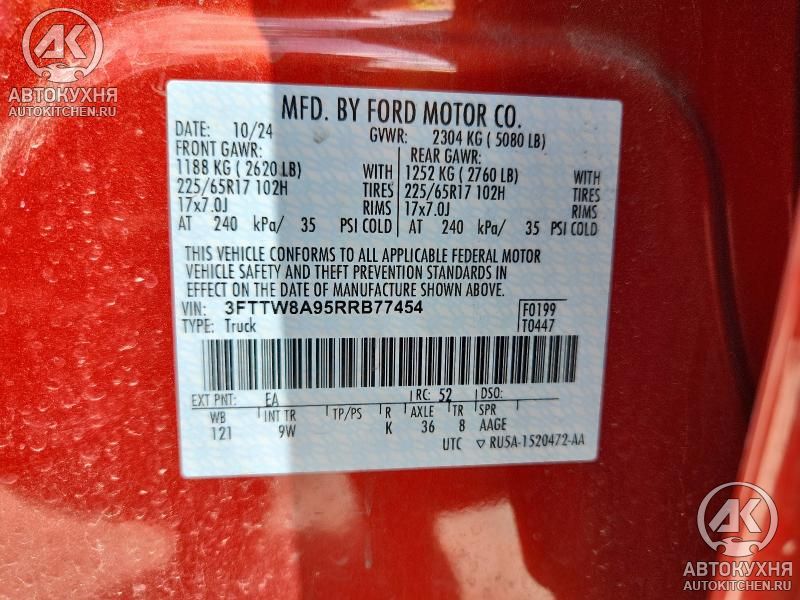 АК
АВТОКУХНЯ
AUTOKITCHEN.RU
MFD. BY FORD MOTOR CO.
DATE: 10/24 GVWR: 2304 KG ( 5080 LB)
FRONT GAWR: REAR GAWR:
1188 KG ( 2620 LB) WITH 1252 KG ( 2760 LB) WITH
225/65R17 102H TIRES 225/65R17 102H TIRES
17x7.0J RIMS 17x7.0J RIMS
AT 240 kPa/ 35 PSI COLD AT 240 kPa/ 35 PSI COLD
THIS VEHICLE CONFORMS TO ALL APPLICABLE FEDERAL MOTOR
VEHICLE SAFETY AND THEFT PREVENTION STANDARDS IN
EFFECT ON THE DATE OF MANUFACTURE SHOWN ABOVE.
VIN: 3FTTW8A95RRB77454 F0199
TYPE: Truck T0447
EXT PNT: EA RC: 52 DSO:
WB INT TR TP/PS R AXLE TR SPR
121 9W K 36 8 AAGE
UTC ▽ RU5A-1520472-AA
АК
АВТОКУХНЯ
AUTOKITCHEN.RU